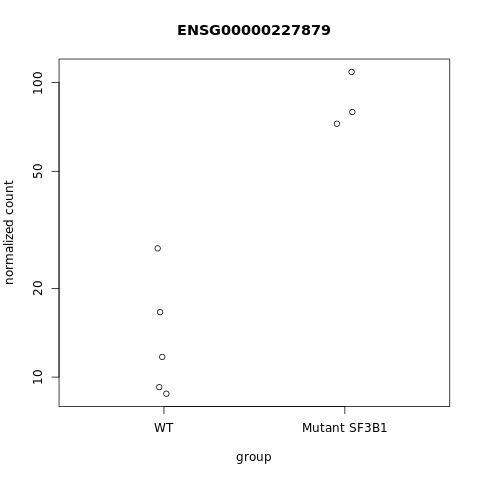 ENSG00000227879
normalized count
100
50
20
10
WT
Mutant SF3B1
group